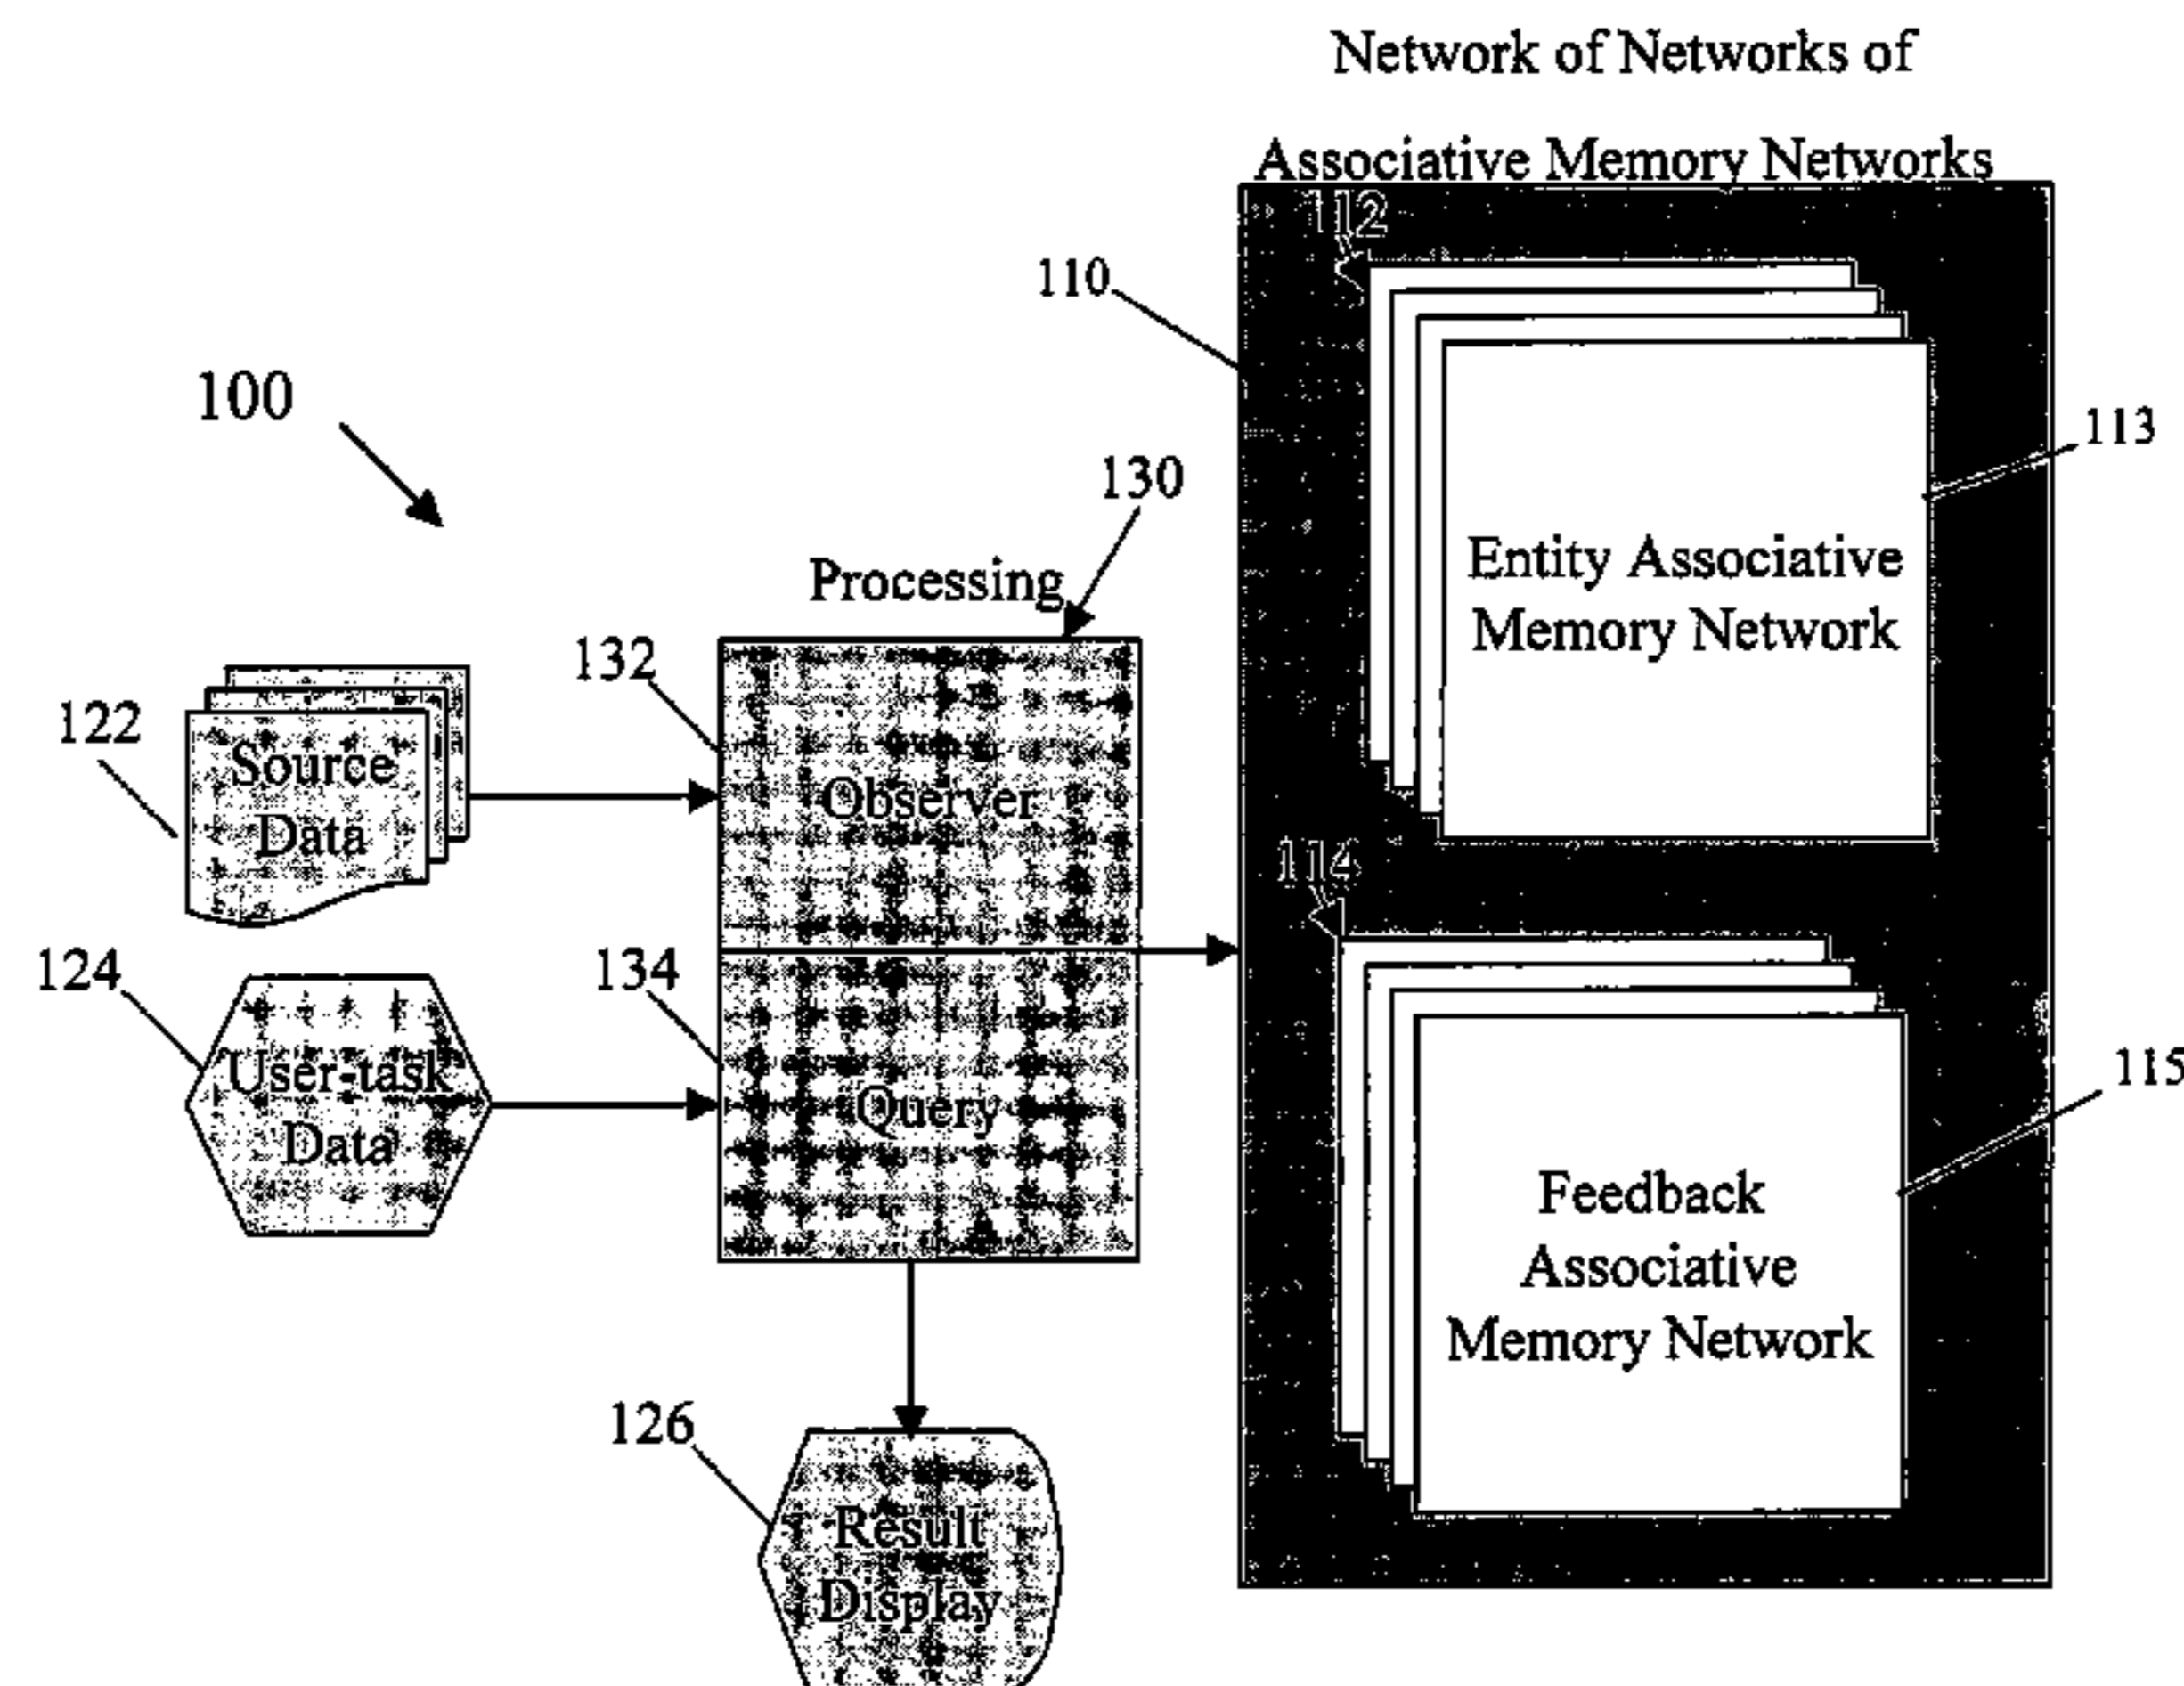 Network of Networks of
Associative Memory Networks
112
110
100
113
130
Entity Associative
Memory Network
Processing
132
122
Source
Data
Observer
114
124
134
User-task
Data
Query
115
Feedback
Associative
Memory Network
126
Result
Display